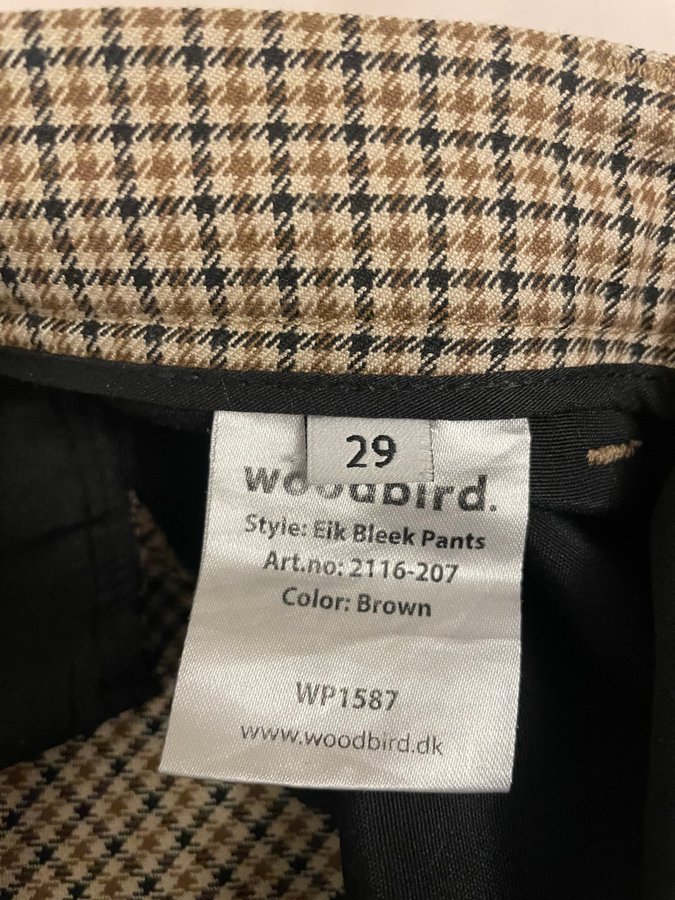 29
woodbird.
Style: Eik Bleek Pants
Art.no: 2116-207
Color: Brown
WP1587
www.woodbird.dk